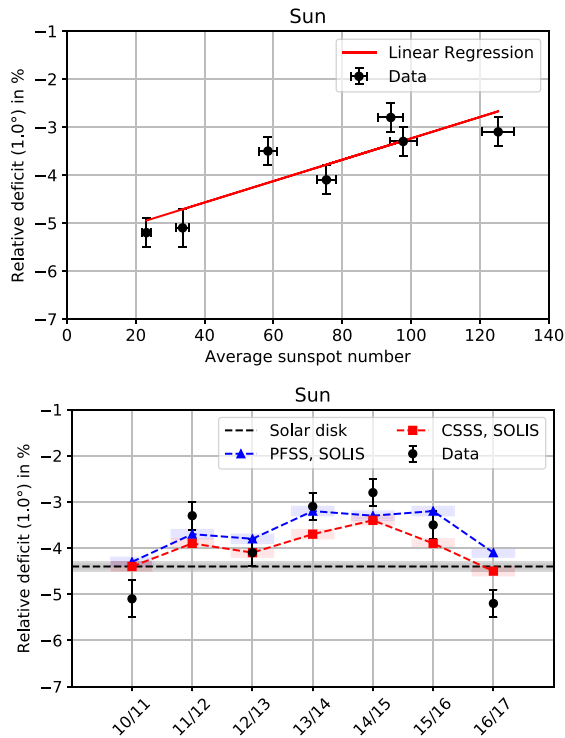 Sun
−1
−2
−3
−4
−5
−6
−7
Relative deficit (1.0°) in %
Linear Regression
Data
0 20 40 60 80 100 120 140
Average sunspot number
Sun
−1
−2
−3
−4
−5
−6
−7
Relative deficit (1.0°) in %
Solar disk
PFSS, SOLIS
CSSS, SOLIS
Data
10/11 11/12 12/13 13/14 14/15 15/16 16/17